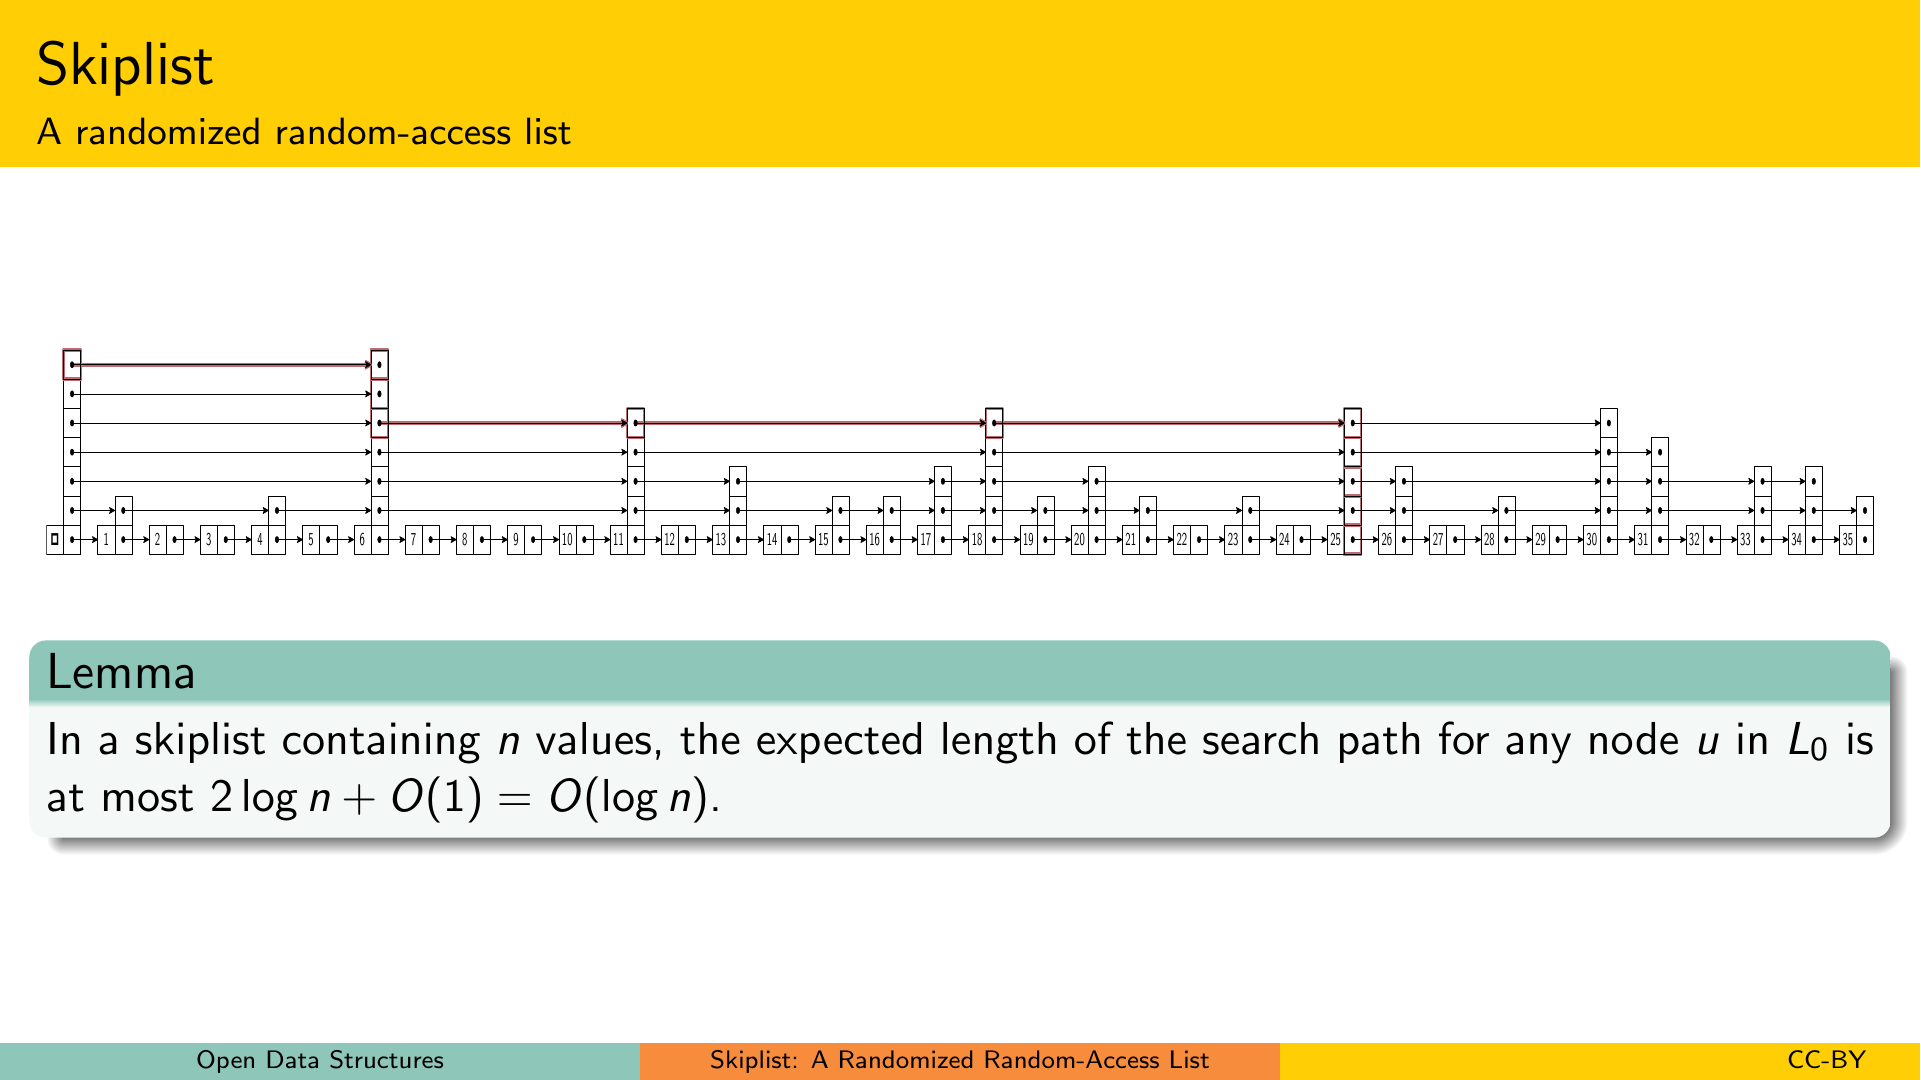 Skiplist
A randomized random-access list
1 2 3 4 5 6 7 8 9 10 11 12 13 14 15 16 17 18 19 20 21 22 23 24 25 26 27 28 29 30 31 32 33 34 35
Lemma
In a skiplist containing n values, the expected length of the search path for any node u in L₀ is
at most 2 log n + O(1) = O(log n).
Open Data Structures Skiplist: A Randomized Random-Access List CC-BY